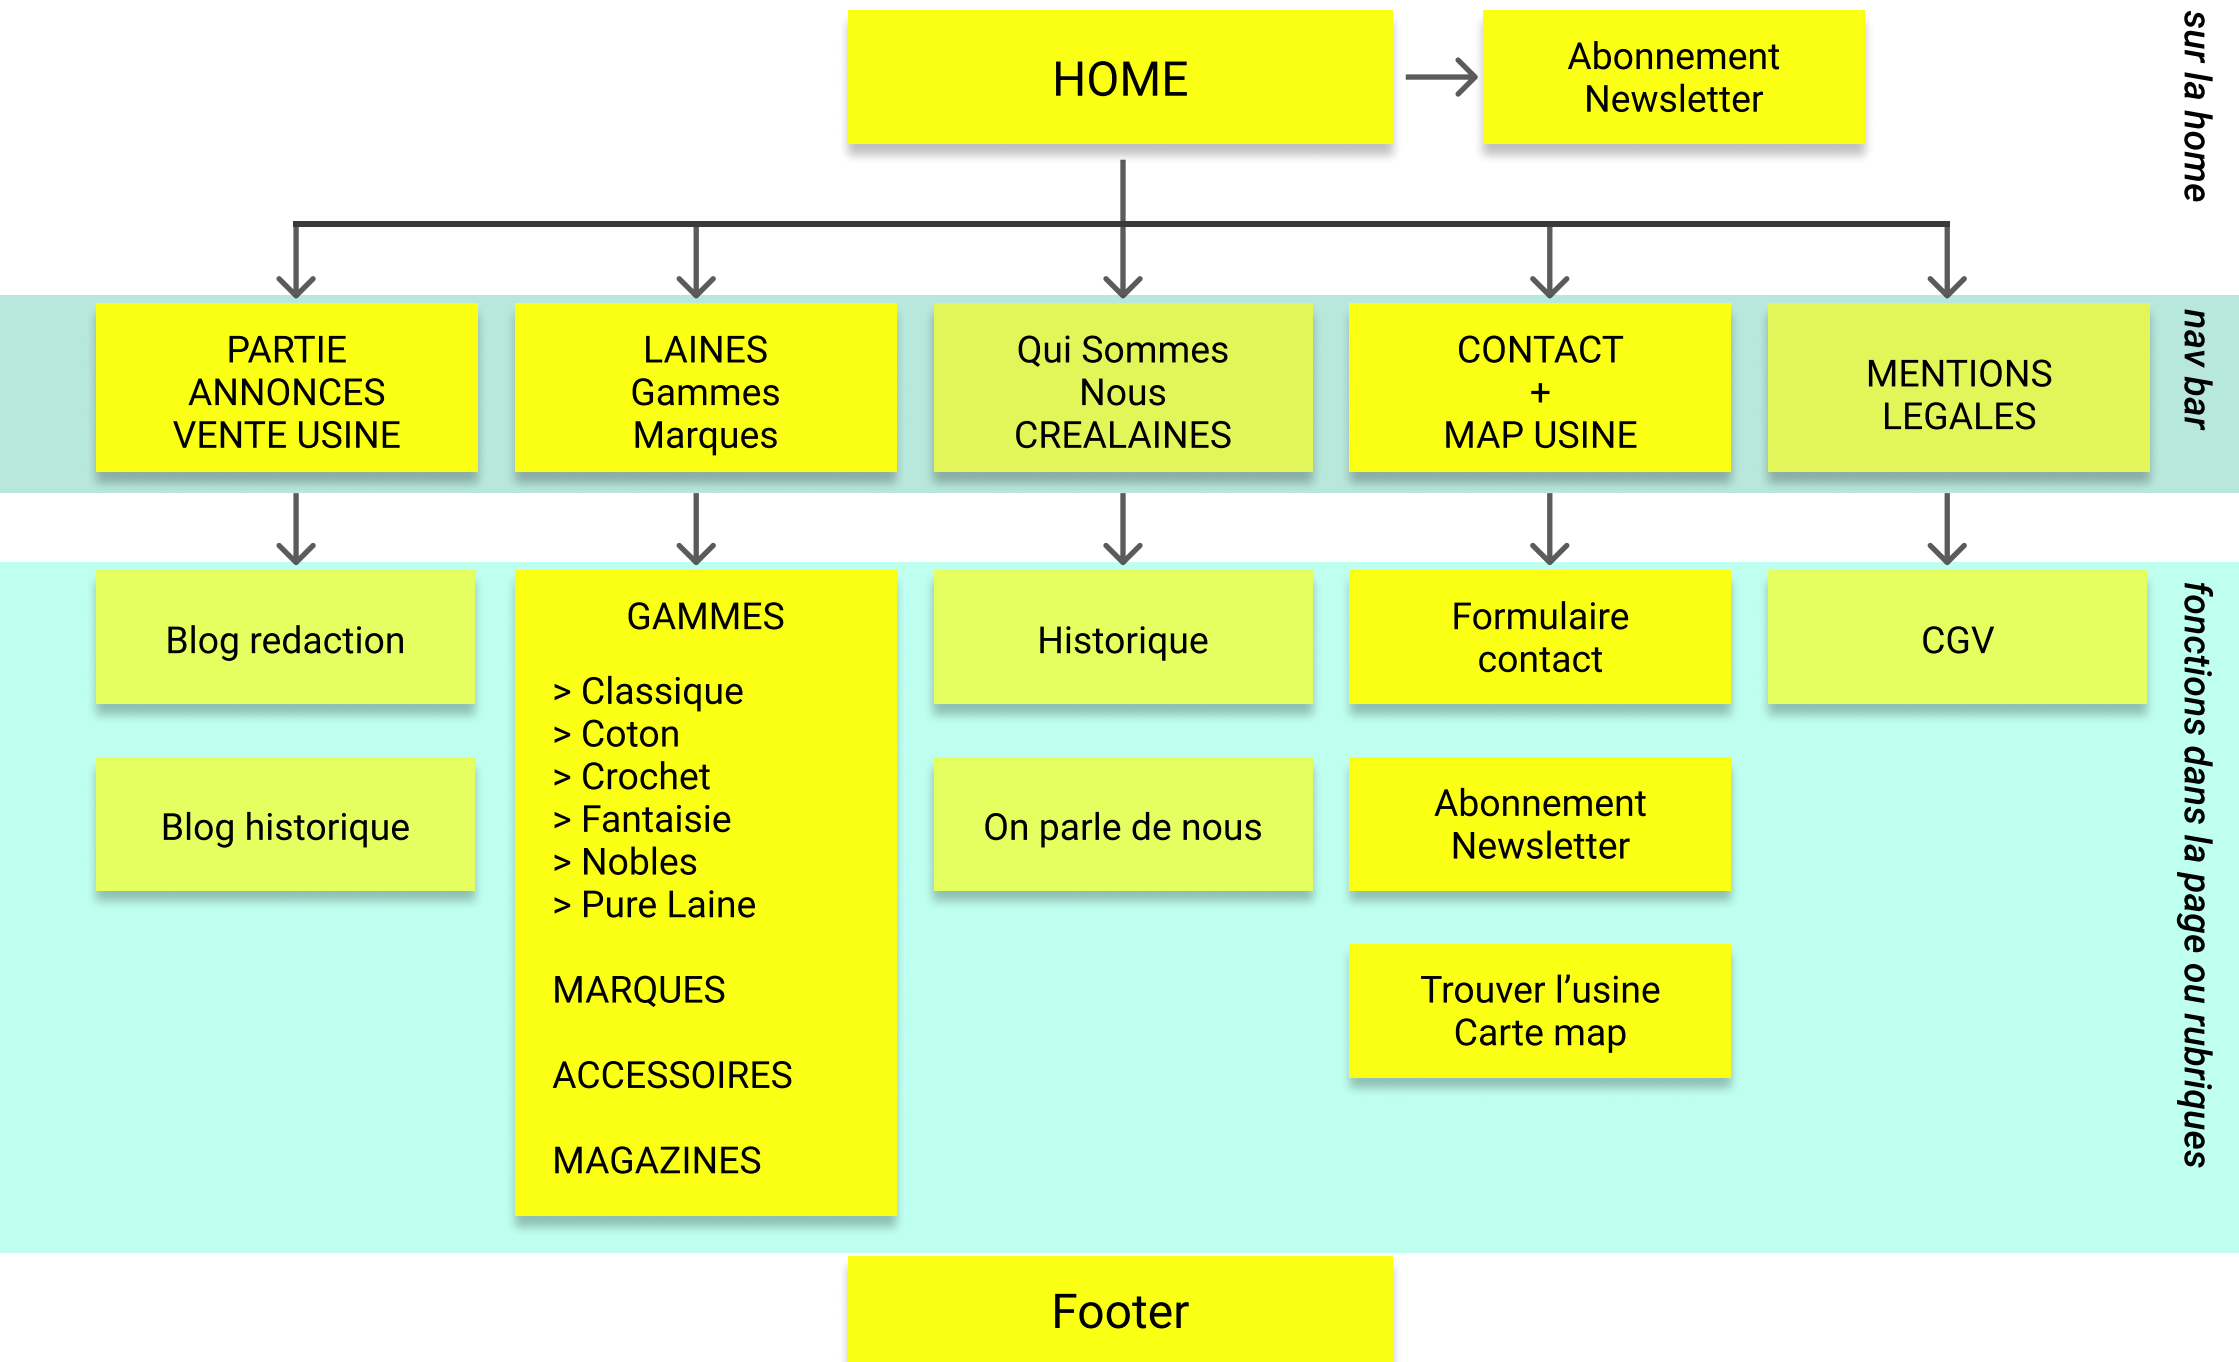 HOME
Abonnement
Newsletter
sur la home
PARTIE
ANNONCES
VENTE USINE
LAINES
Gammes
Marques
Qui Sommes
Nous
CREALAINES
CONTACT
+
MAP USINE
MENTIONS
LEGALES
nav bar
Blog redaction
Blog historique
GAMMES
> Classique
> Coton
> Crochet
> Fantaisie
> Nobles
> Pure Laine
MARQUES
ACCESSOIRES
MAGAZINES
Historique
On parle de nous
Formulaire
contact
Abonnement
Newsletter
Trouver l’usine
Carte map
CGV
fonctions dans la page ou rubriques
Footer